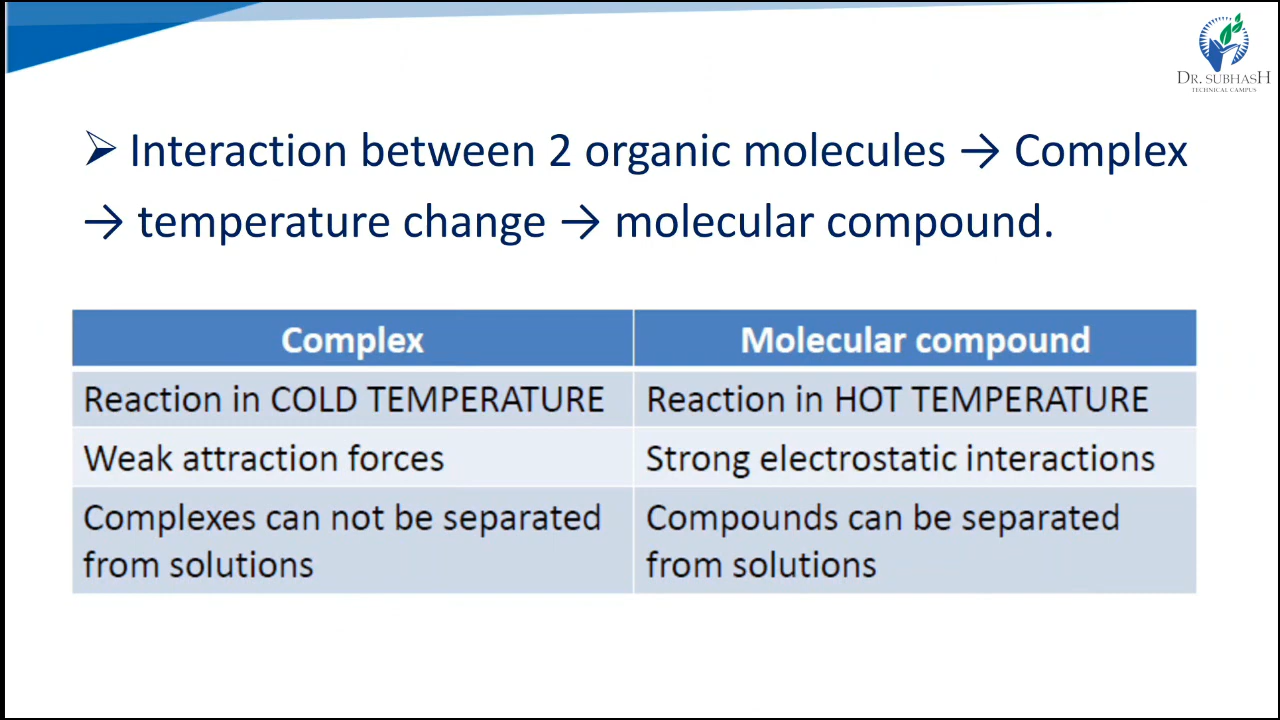 DR. SUBHASH
TECHNICAL CAMPUS
➢ Interaction between 2 organic molecules → Complex
→ temperature change → molecular compound.
Complex
Molecular compound
Reaction in COLD TEMPERATURE
Reaction in HOT TEMPERATURE
Weak attraction forces
Strong electrostatic interactions
Complexes can not be separated
from solutions
Compounds can be separated
from solutions